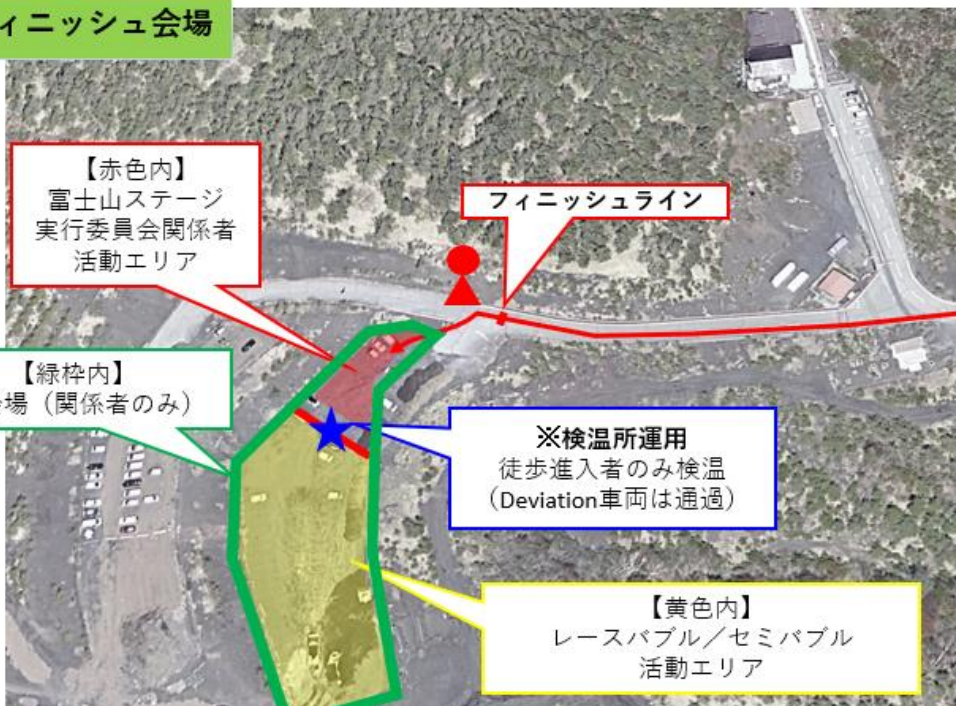 ィニッシュ会場
【赤色内】
富士山ステージ
実行委員会関係者
活動エリア
フィニッシュライン
【緑枠内】
場（関係者のみ）
※検温所運用
徒歩進入者のみ検温
（Deviation車両は通過）
【黄色内】
レースバブル／セミバブル
活動エリア